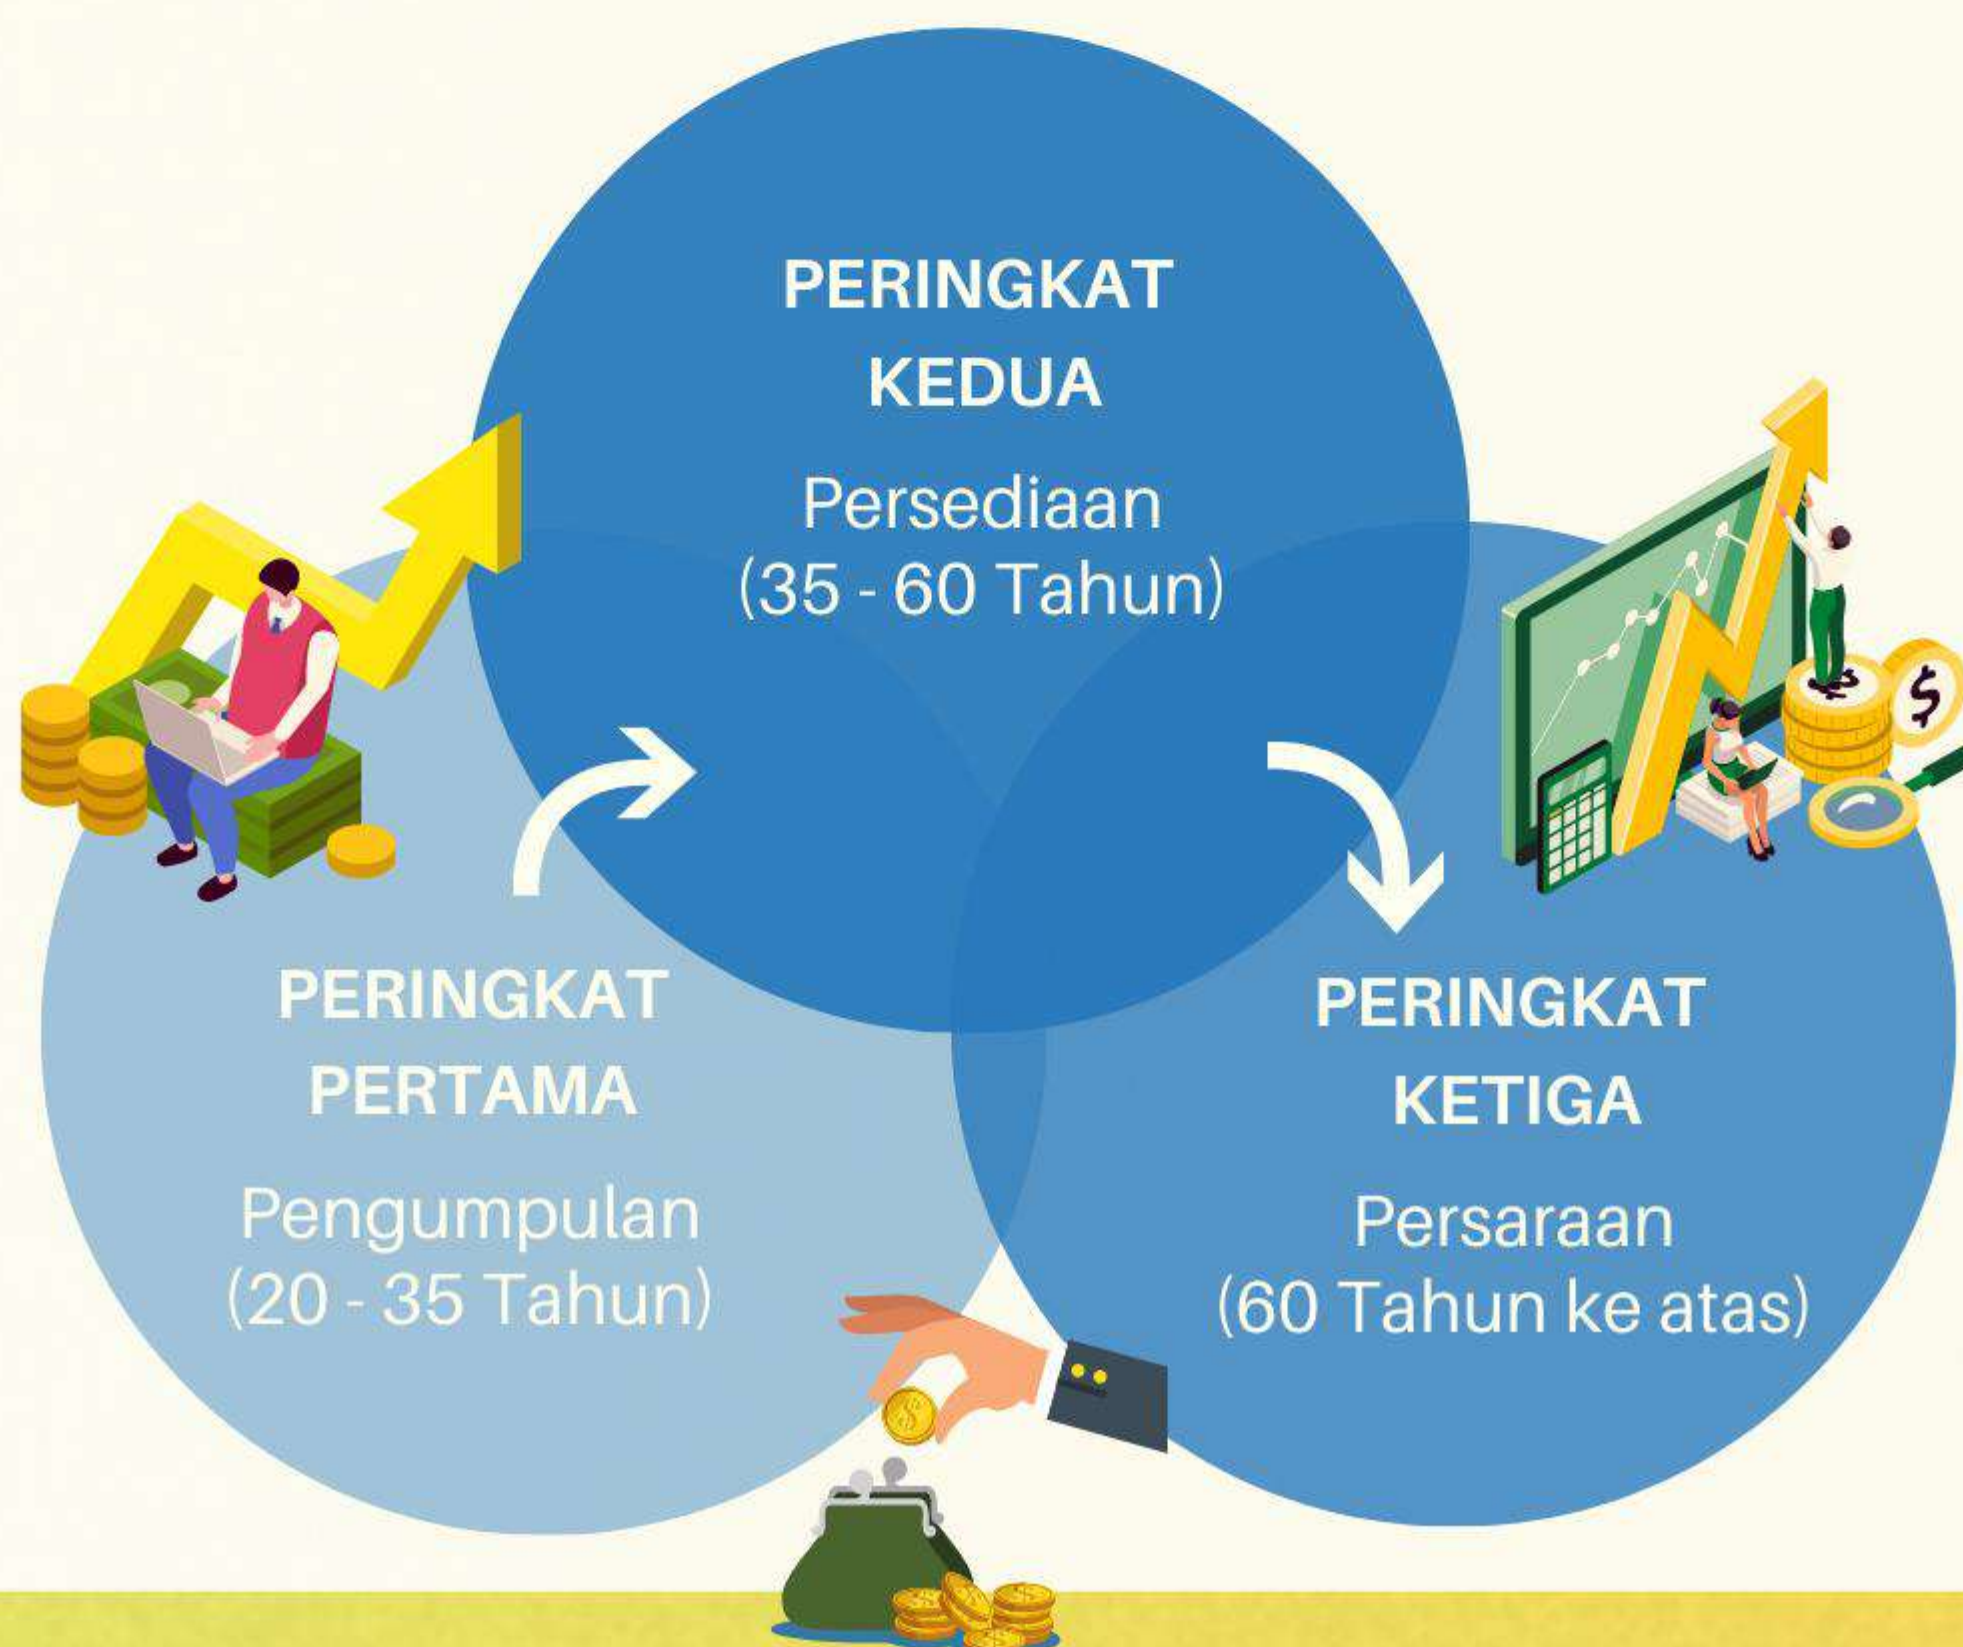 PERINGKAT
KEDUA
Persediaan
(35 - 60 Tahun)
PERINGKAT
PERTAMA
Pengumpulan
(20 - 35 Tahun)
PERINGKAT
KETIGA
Persaraan
(60 Tahun ke atas)